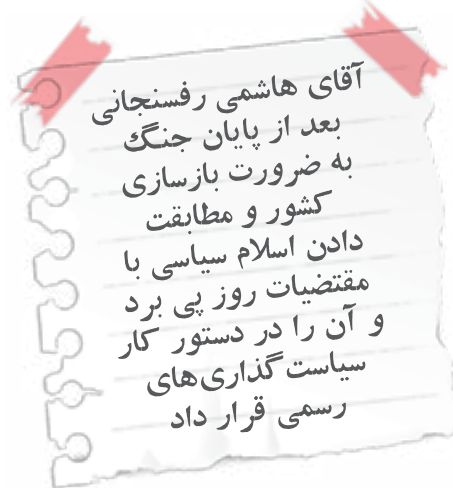 آقای هاشمی رفسنجانی
بعد از پایان جنگ
به ضرورت بازسازی
کشور و مطابقت
دادن اسلام سیاسی با
مقتضیات روز پی برد
و آن را در دستور کار
سیاست‌گذاری‌های
رسمی قرار داد